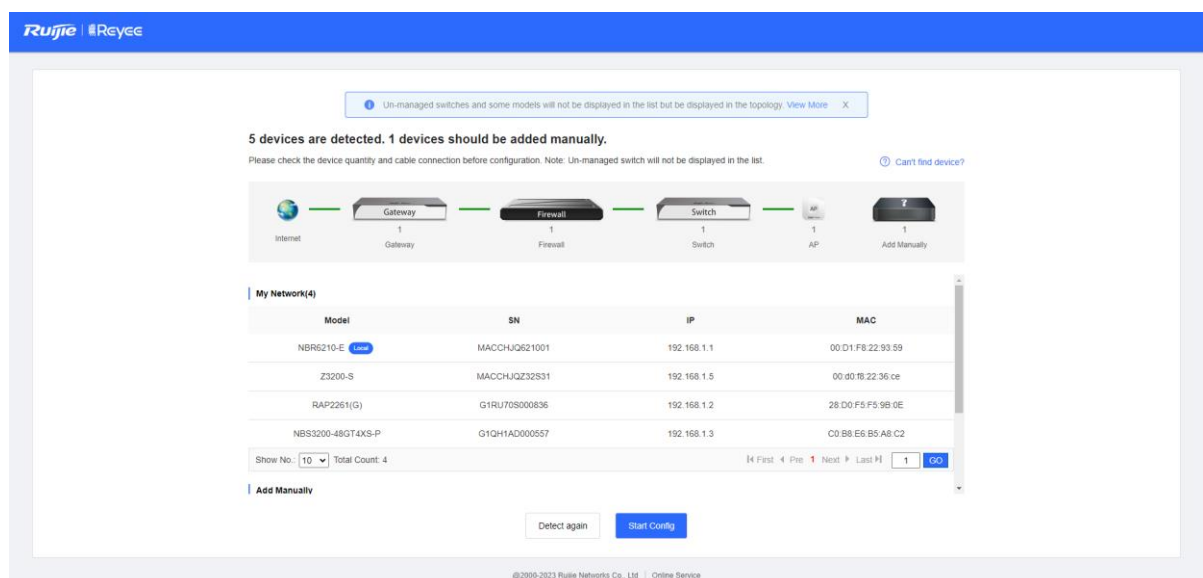 Ruijie | Reyee
Un-managed switches and some models will not be displayed in the list but be displayed in the topology. View More X
5 devices are detected. 1 devices should be added manually.
Please check the device quantity and cable connection before configuration. Note: Un-managed switch will not be displayed in the list.
Can't find device?
Gateway Firewall Switch AP ?
1 1 1 1 1
Internet Gateway Firewall Switch AP Add Manually
My Network(4)
Model SN IP MAC
NBR6210-E Local MACCHJQ621001 192.168.1.1 00:D1:F8:22:93:59
Z3200-S MACCHJQZ32S31 192.168.1.5 00:d0:f8:22:36:ce
RAP2261(G) G1RU70S000836 192.168.1.2 28:D0:F5:F5:9B:0E
NBS3200-48GT4XS-P G1QH1AD000557 192.168.1.3 C0:B8:E6:B5:A8:C2
Show No.: 10 Total Count: 4 First Pre 1 Next Last 1 GO
Add Manually
Detect again Start Config
@2000-2023 Ruijie Networks Co., Ltd | Online Service